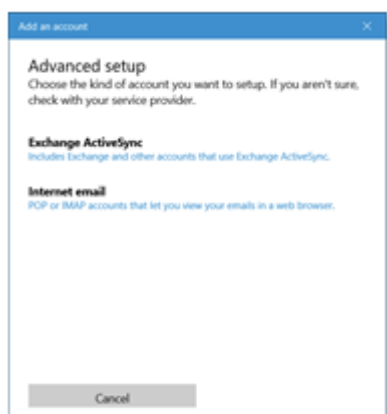 Add an account
Advanced setup
Choose the kind of account you want to setup. If you aren't sure,
check with your service provider.
Exchange ActiveSync
Includes Exchange and other accounts that use Exchange ActiveSync.
Internet email
POP or IMAP accounts that let you view your emails in a web browser.
Cancel